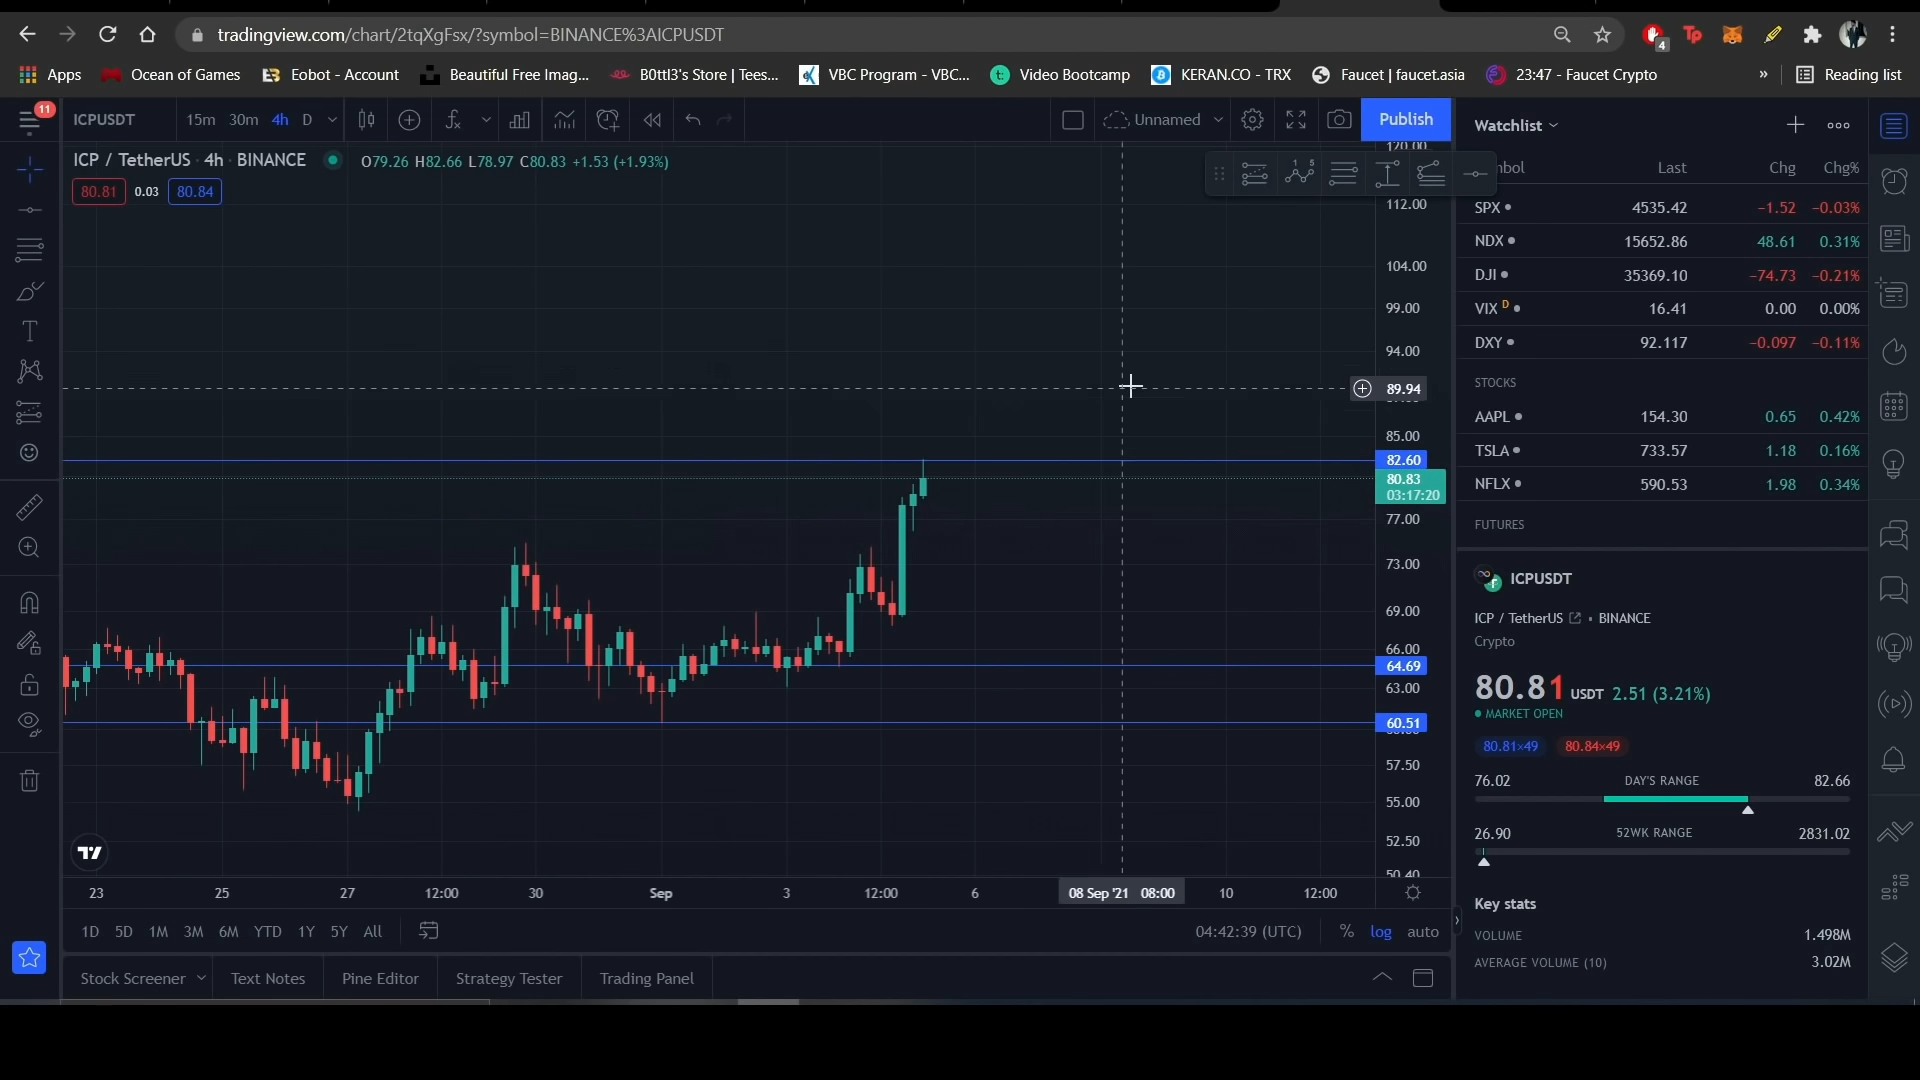 tradingview.com/chart/2tqXgFsx/?symbol=BINANCE%3AICPUSDT
4
Apps Ocean of Games Eobot - Account Beautiful Free Imag... B0ttl3's Store | Tees... VBC Program - VBC... Video Bootcamp KERAN.CO - TRX Faucet | faucet.asia 23:47 - Faucet Crypto » Reading list
11
ICPUSDT 15m 30m 4h D Unnamed Publish
Watchlist
ICP / TetherUS · 4h · BINANCE O79.26 H82.66 L78.97 C80.83 +1.53 (+1.93%)
80.81 0.03 80.84
Last Chg Chg%
SPX 4535.42 −1.52 −0.03%
NDX 15652.86 48.61 0.31%
DJI 35369.10 −74.73 −0.21%
VIX D 16.41 0.00 0.00%
DXY 92.117 −0.097 −0.11%
STOCKS
AAPL 154.30 0.65 0.42%
TSLA 733.57 1.18 0.16%
NFLX 590.53 1.98 0.34%
FUTURES
112.00
104.00
99.00
94.00
89.94
85.00
82.60
80.83
03:17:20
77.00
73.00
69.00
66.00
64.69
63.00
60.51
57.50
55.00
52.50
23 25 27 12:00 30 Sep 3 12:00 6 08 Sep '21 08:00 10 12:00
1D 5D 1M 3M 6M YTD 1Y 5Y All 04:42:39 (UTC) % log auto
Stock Screener Text Notes Pine Editor Strategy Tester Trading Panel
ICPUSDT
ICP / TetherUS · BINANCE
Crypto
80.81 USDT 2.51 (3.21%)
MARKET OPEN
80.81×49 80.84×49
76.02 DAY'S RANGE 82.66
26.90 52WK RANGE 2831.02
Key stats
VOLUME 1.498M
AVERAGE VOLUME (10) 3.02M